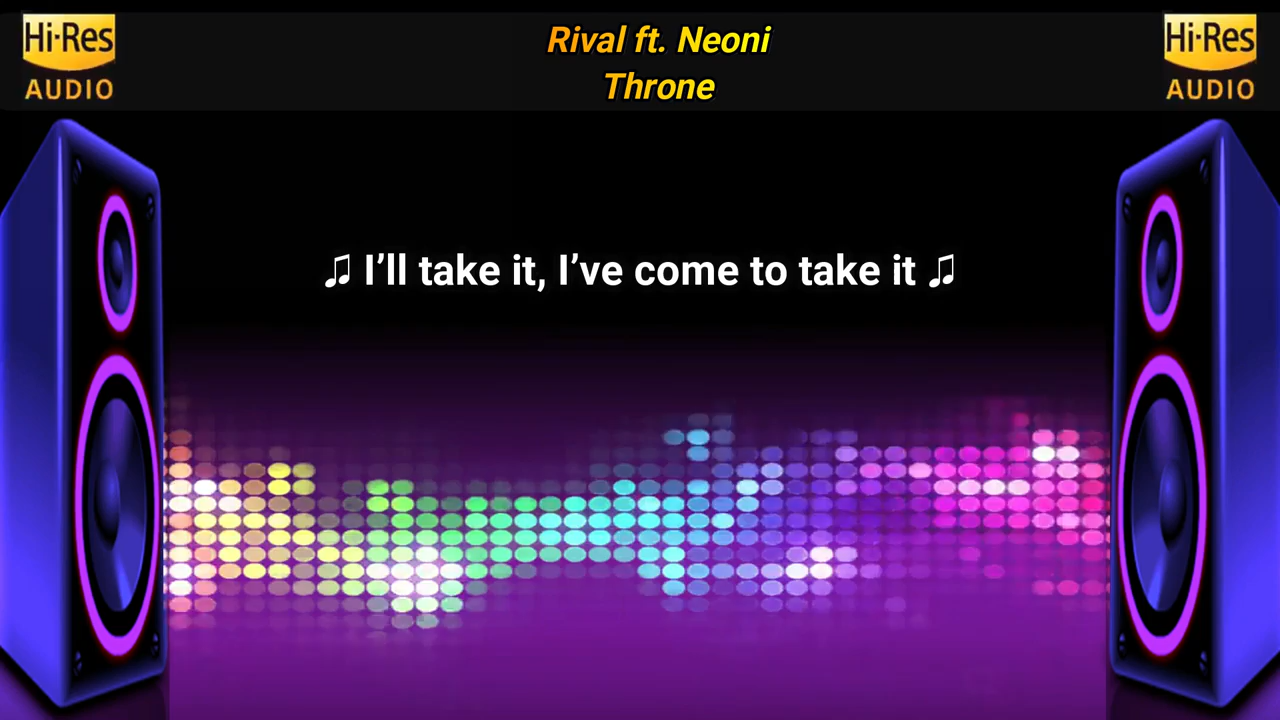 Hi-Res
AUDIO
Rival ft. Neoni
Throne
Hi-Res
AUDIO
♫ I’ll take it, I’ve come to take it ♫